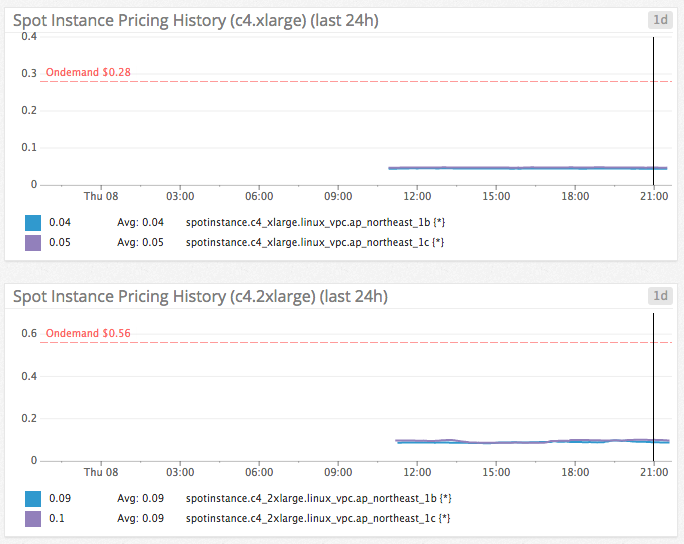 Spot Instance Pricing History (c4.xlarge) (last 24h) 1d
0.4
Ondemand $0.28
0.3
0.2
0.1
0
Thu 08 03:00 06:00 09:00 12:00 15:00 18:00 21:00
0.04 Avg: 0.04 spotinstance.c4_xlarge.linux_vpc.ap_northeast_1b {*}
0.05 Avg: 0.05 spotinstance.c4_xlarge.linux_vpc.ap_northeast_1c {*}
Spot Instance Pricing History (c4.2xlarge) (last 24h) 1d
0.6 Ondemand $0.56
0.4
0.2
0
Thu 08 03:00 06:00 09:00 12:00 15:00 18:00 21:00
0.09 Avg: 0.09 spotinstance.c4_2xlarge.linux_vpc.ap_northeast_1b {*}
0.1 Avg: 0.09 spotinstance.c4_2xlarge.linux_vpc.ap_northeast_1c {*}